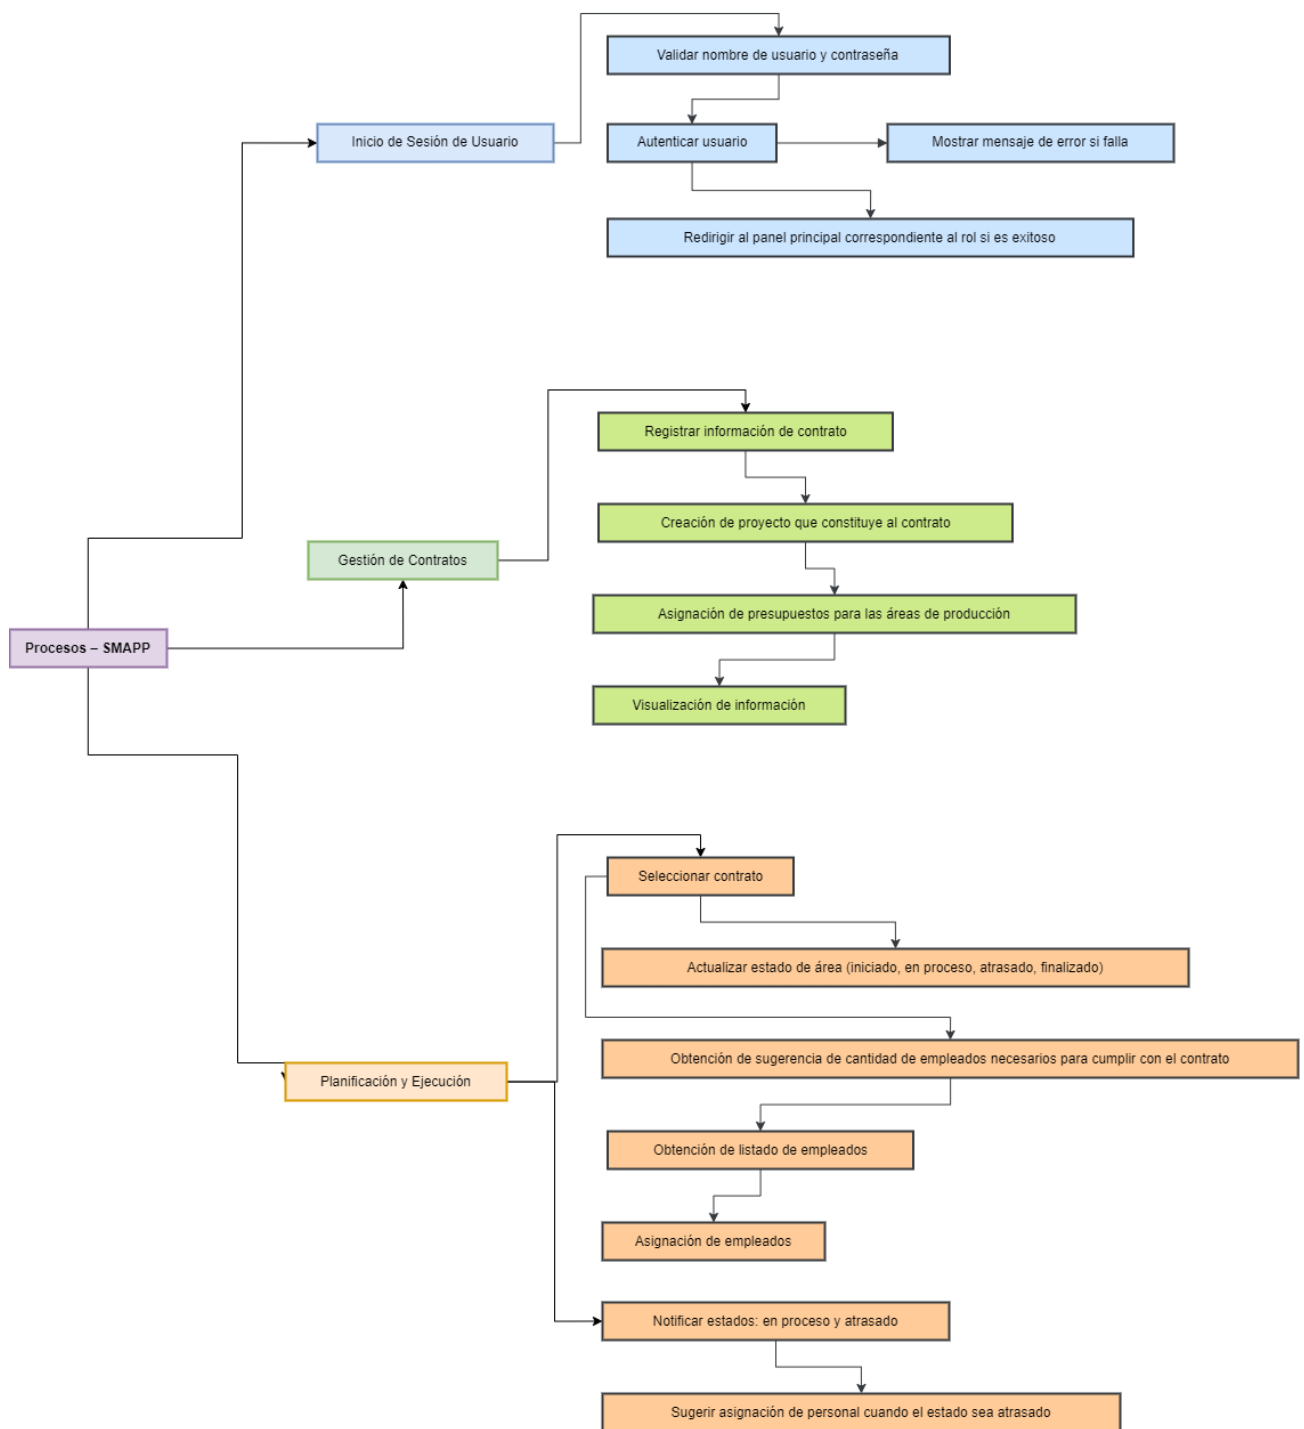 Validar nombre de usuario y contraseña
Inicio de Sesión de Usuario
Autenticar usuario
Mostrar mensaje de error si falla
Redirigir al panel principal correspondiente al rol si es exitoso
Registrar información de contrato
Creación de proyecto que constituye al contrato
Gestión de Contratos
Asignación de presupuestos para las áreas de producción
Procesos – SMAPP
Visualización de información
Seleccionar contrato
Actualizar estado de área (iniciado, en proceso, atrasado, finalizado)
Obtención de sugerencia de cantidad de empleados necesarios para cumplir con el contrato
Planificación y Ejecución
Obtención de listado de empleados
Asignación de empleados
Notificar estados: en proceso y atrasado
Sugerir asignación de personal cuando el estado sea atrasado